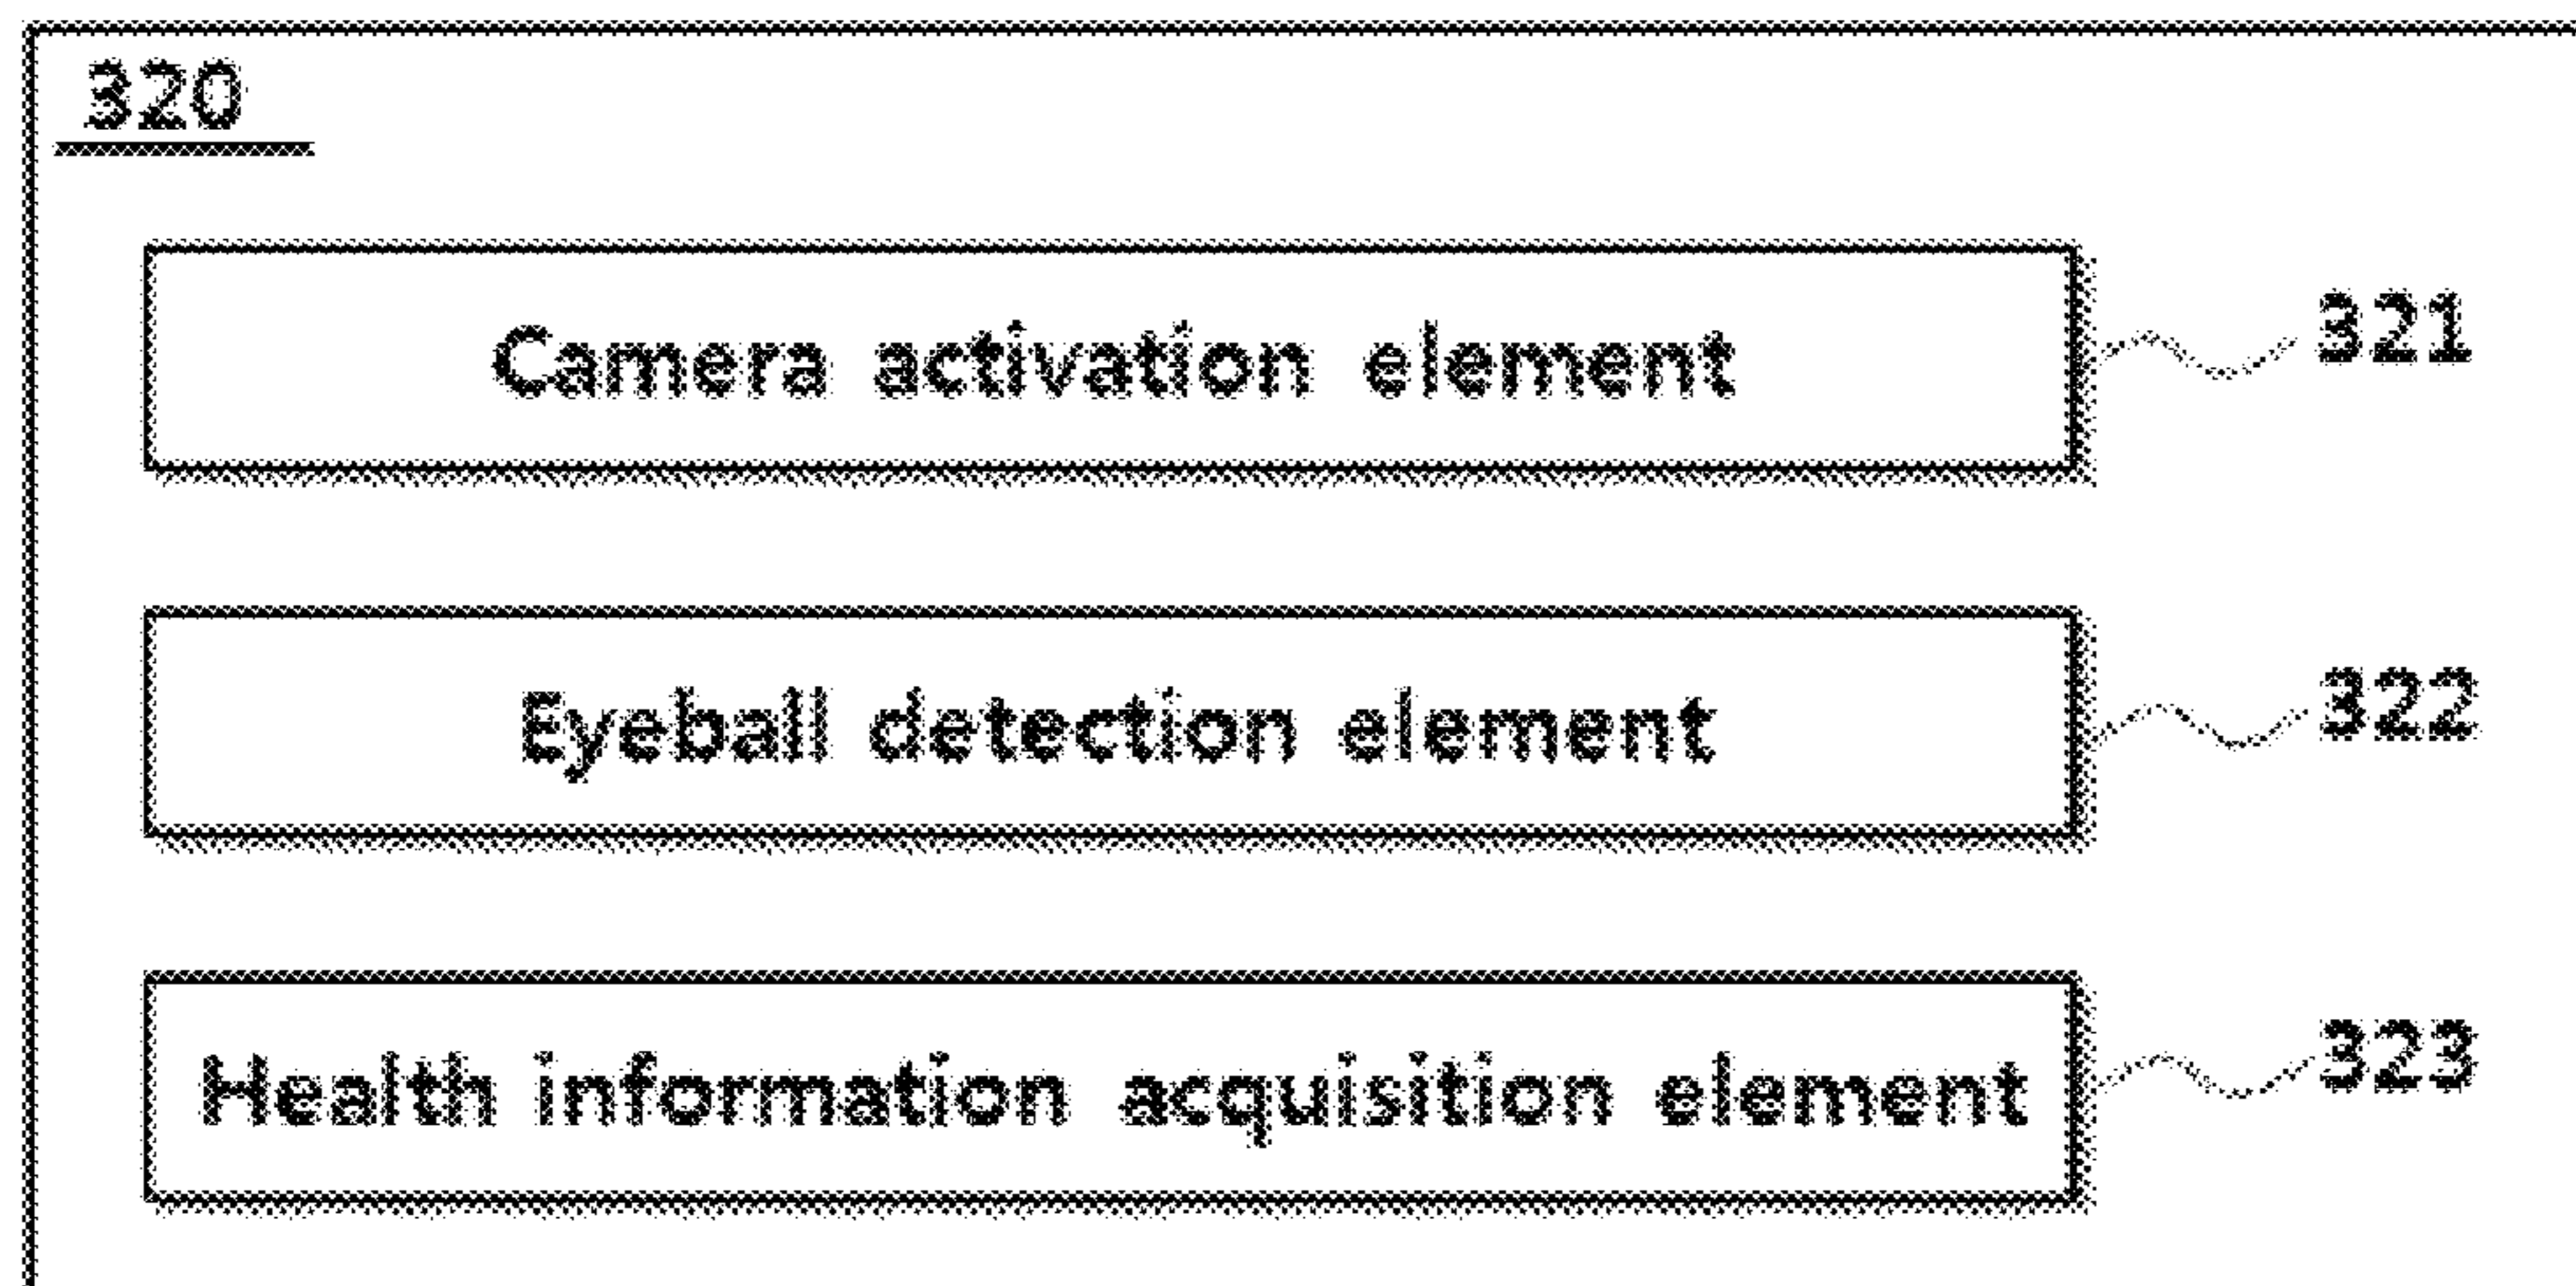 320
Camera activation element
321
Eyeball detection element
322
Health information acquisition element
323